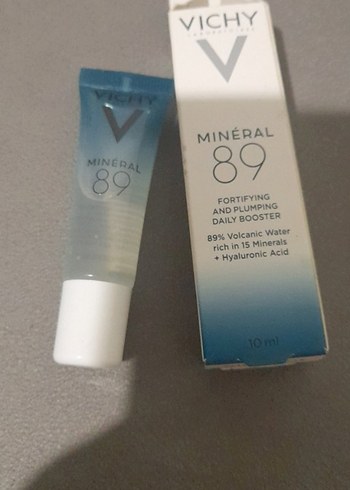 VICHY
MINÉRAL
89
VICHY
LABORATOIRES
MINÉRAL
89
FORTIFYING
AND PLUMPING
DAILY BOOSTER
89% Volcanic Water
rich in 15 Minerals
+ Hyaluronic Acid
10 ml